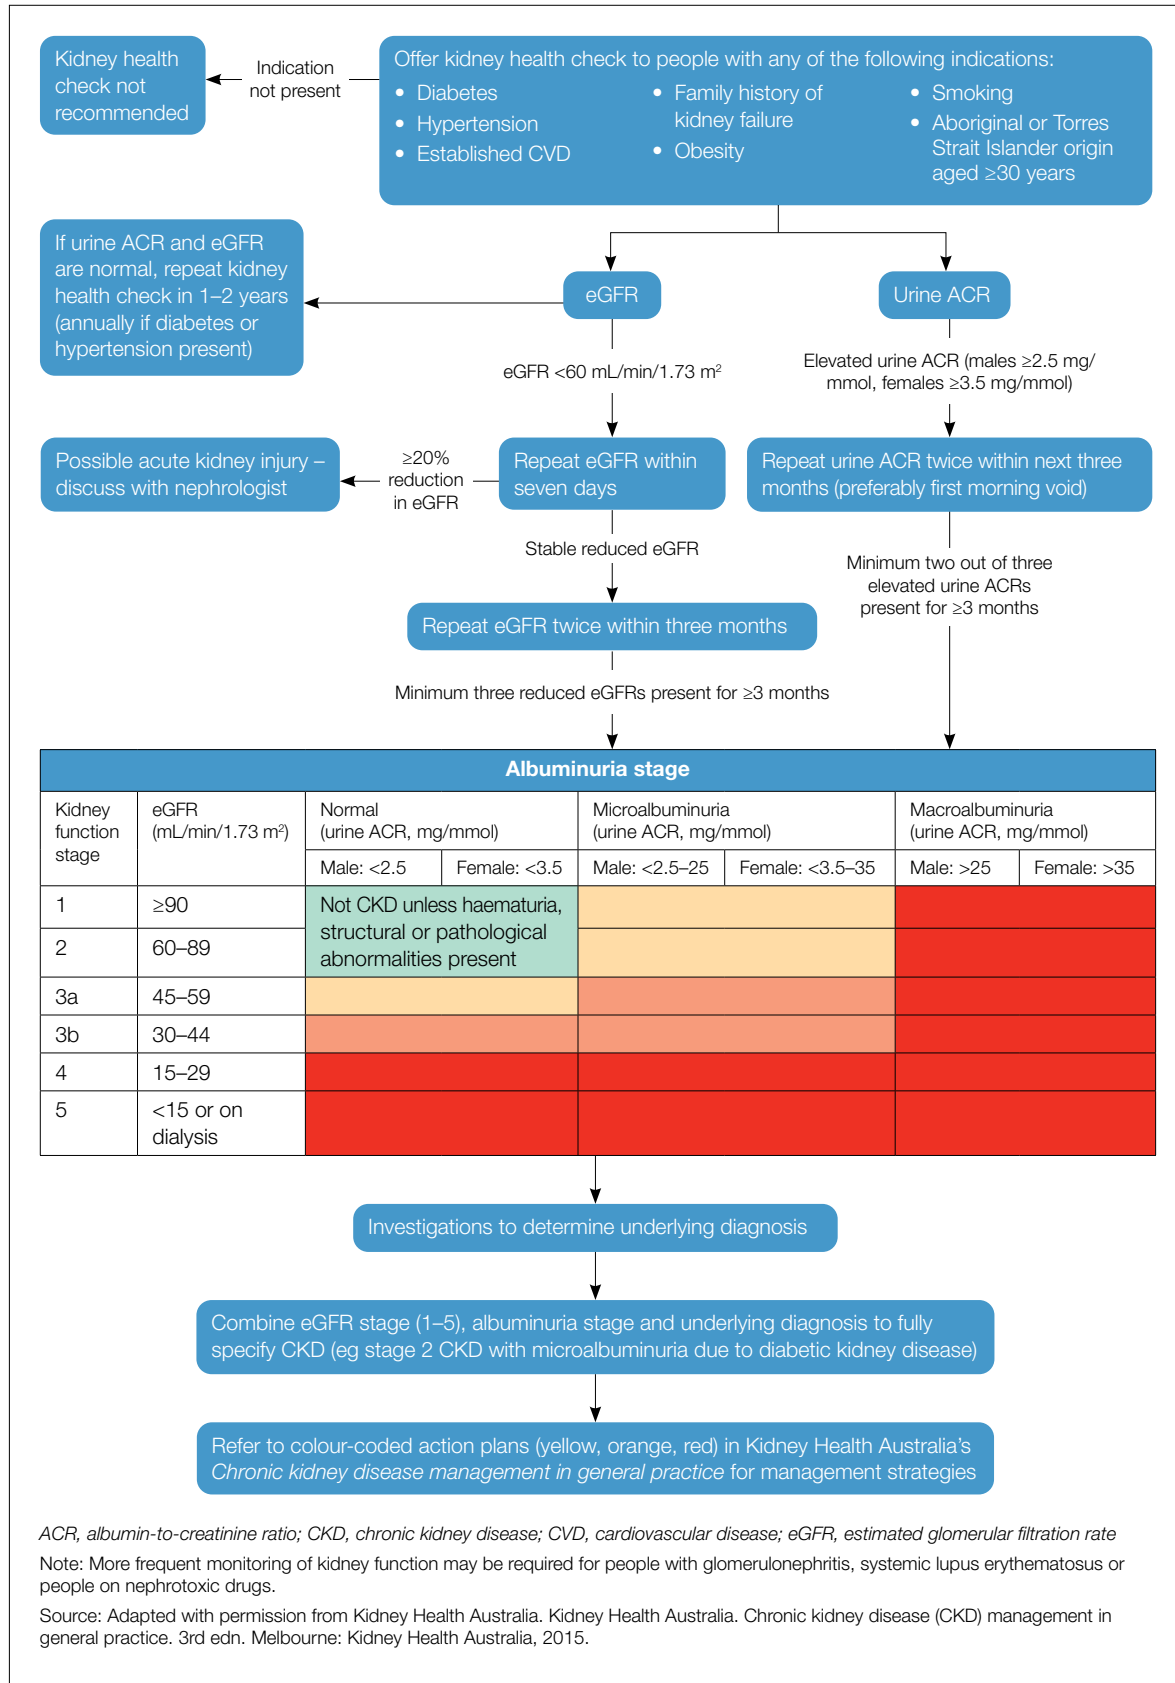 Kidney health
check not
recommended
Indication
not present
Offer kidney health check to people with any of the following indications:
• Diabetes
• Hypertension
• Established CVD
• Family history of
kidney failure
• Obesity
• Smoking
• Aboriginal or Torres
Strait Islander origin
aged ≥30 years
If urine ACR and eGFR
are normal, repeat kidney
health check in 1–2 years
(annually if diabetes or
hypertension present)
eGFR
Urine ACR
eGFR <60 mL/min/1.73 m²
Elevated urine ACR (males ≥2.5 mg/
mmol, females ≥3.5 mg/mmol)
Possible acute kidney injury –
discuss with nephrologist
≥20%
reduction
in eGFR
Repeat eGFR within
seven days
Repeat urine ACR twice within next three
months (preferably first morning void)
Stable reduced eGFR
Minimum two out of three
elevated urine ACRs
present for ≥3 months
Repeat eGFR twice within three months
Minimum three reduced eGFRs present for ≥3 months
Albuminuria stage
Kidney
function
stage
eGFR
(mL/min/1.73 m²)
Normal
(urine ACR, mg/mmol)
Microalbuminuria
(urine ACR, mg/mmol)
Macroalbuminuria
(urine ACR, mg/mmol)
Male: <2.5
Female: <3.5
Male: <2.5–25
Female: <3.5–35
Male: >25
Female: >35
1
≥90
Not CKD unless haematuria,
structural or pathological
abnormalities present
2
60–89
3a
45–59
3b
30–44
4
15–29
5
<15 or on
dialysis
Investigations to determine underlying diagnosis
Combine eGFR stage (1–5), albuminuria stage and underlying diagnosis to fully
specify CKD (eg stage 2 CKD with microalbuminuria due to diabetic kidney disease)
Refer to colour-coded action plans (yellow, orange, red) in Kidney Health Australia's
Chronic kidney disease management in general practice for management strategies
ACR, albumin-to-creatinine ratio; CKD, chronic kidney disease; CVD, cardiovascular disease; eGFR, estimated glomerular filtration rate
Note: More frequent monitoring of kidney function may be required for people with glomerulonephritis, systemic lupus erythematosus or
people on nephrotoxic drugs.
Source: Adapted with permission from Kidney Health Australia. Kidney Health Australia. Chronic kidney disease (CKD) management in
general practice. 3rd edn. Melbourne: Kidney Health Australia, 2015.